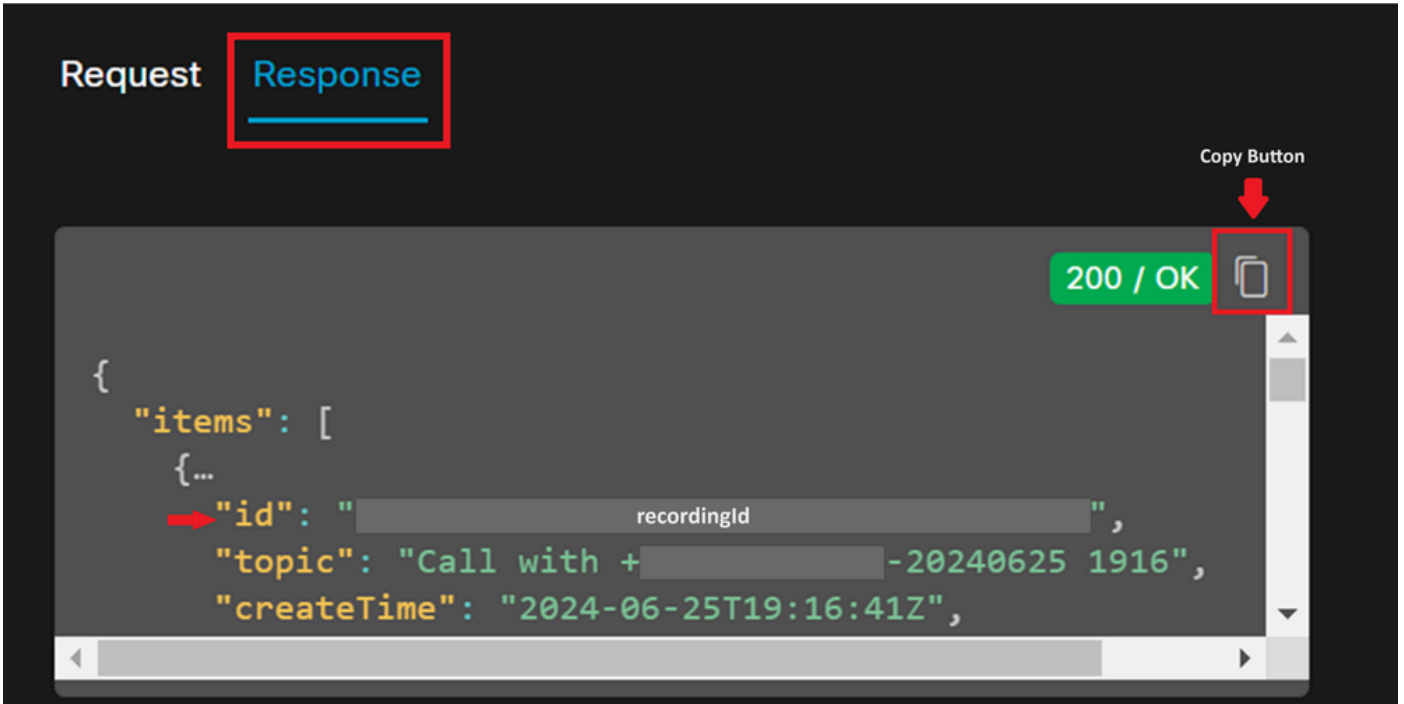 Request Response
Copy Button
200 / OK
{
"items": [
{…
"id": "recordingId",
"topic": "Call with +-20240625 1916",
"createTime": "2024-06-25T19:16:41Z",